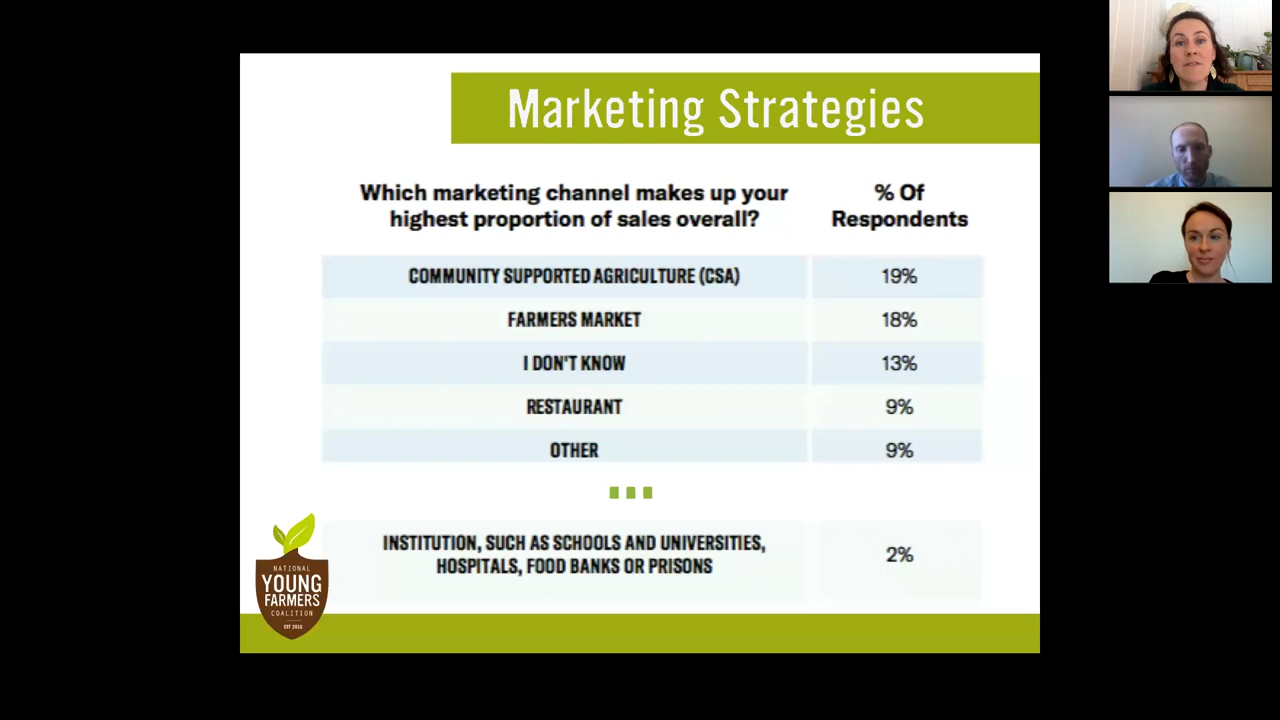 Marketing Strategies
Which marketing channel makes up your
highest proportion of sales overall?
% Of
Respondents
COMMUNITY SUPPORTED AGRICULTURE (CSA)
19%
FARMERS MARKET
18%
I DON'T KNOW
13%
RESTAURANT
9%
OTHER
9%
INSTITUTION, SUCH AS SCHOOLS AND UNIVERSITIES,
HOSPITALS, FOOD BANKS OR PRISONS
2%
NATIONAL
YOUNG
FARMERS
COALITION
EST 2010